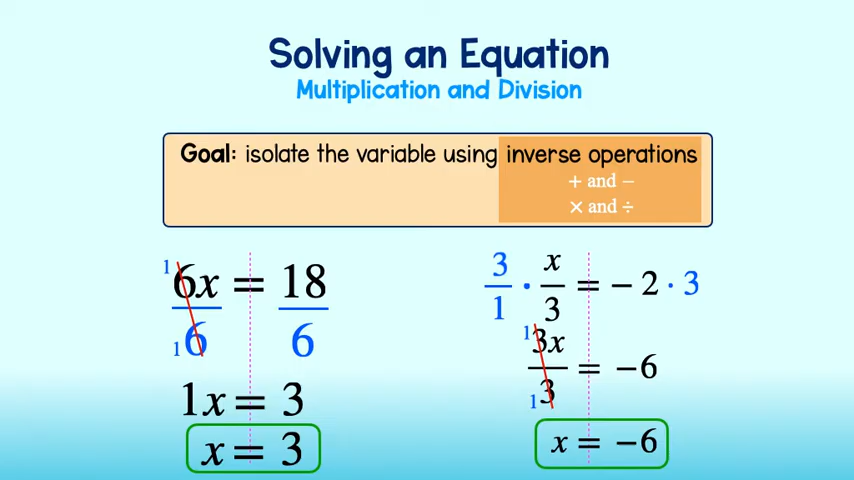 Solving an Equation
Multiplication and Division
Goal: isolate the variable using inverse operations
+ and −
× and ÷
1 6x/6 1 = 18/6
1x = 3
x = 3
3/1 · x/3 = −2 · 3
1 3x/3 1 = −6
x = −6